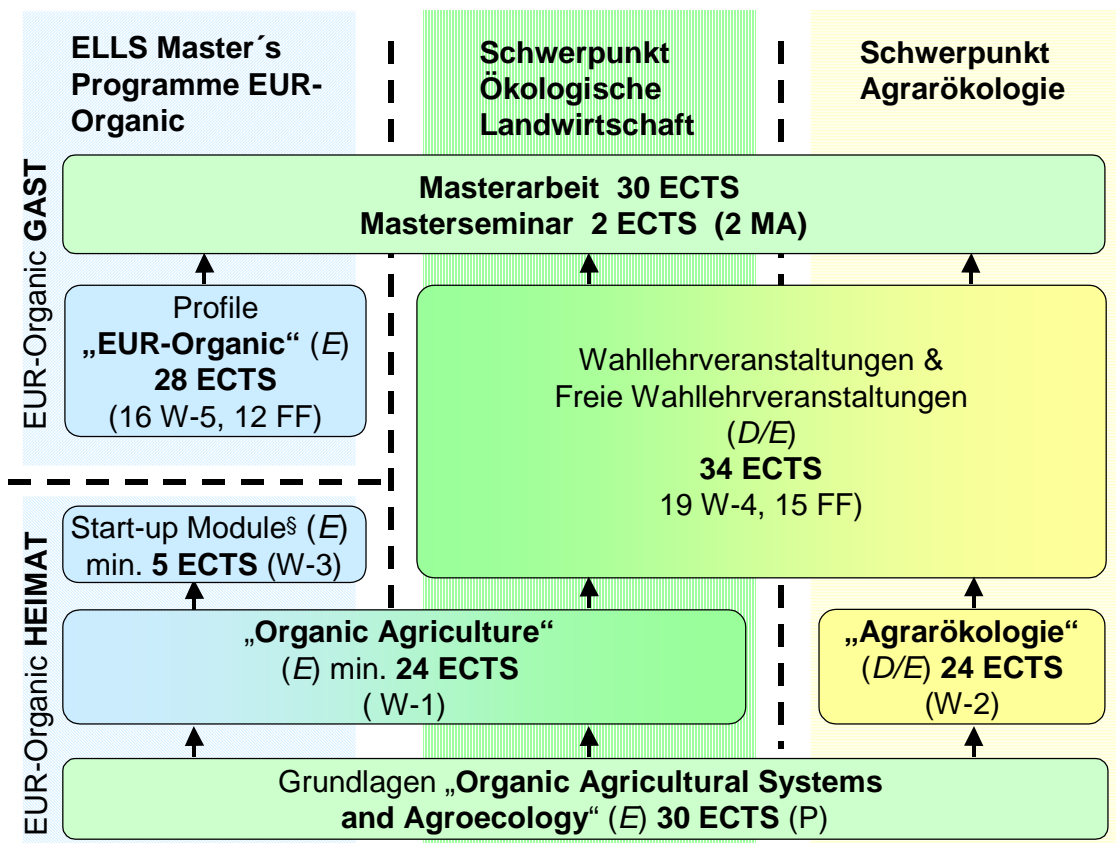 ELLS Master´s
Programme EUR-
Organic
Schwerpunkt
Ökologische
Landwirtschaft
Schwerpunkt
Agrarökologie
EUR-Organic GAST
Masterarbeit 30 ECTS
Masterseminar 2 ECTS (2 MA)
Profile
„EUR-Organic“ (E)
28 ECTS
(16 W-5, 12 FF)
Wahllehrveranstaltungen &
Freie Wahllehrveranstaltungen
(D/E)
34 ECTS
19 W-4, 15 FF)
EUR-Organic HEIMAT
Start-up Module§ (E)
min. 5 ECTS (W-3)
„Organic Agriculture“
(E) min. 24 ECTS
( W-1)
„Agrarökologie“
(D/E) 24 ECTS
(W-2)
Grundlagen „Organic Agricultural Systems
and Agroecology“ (E) 30 ECTS (P)